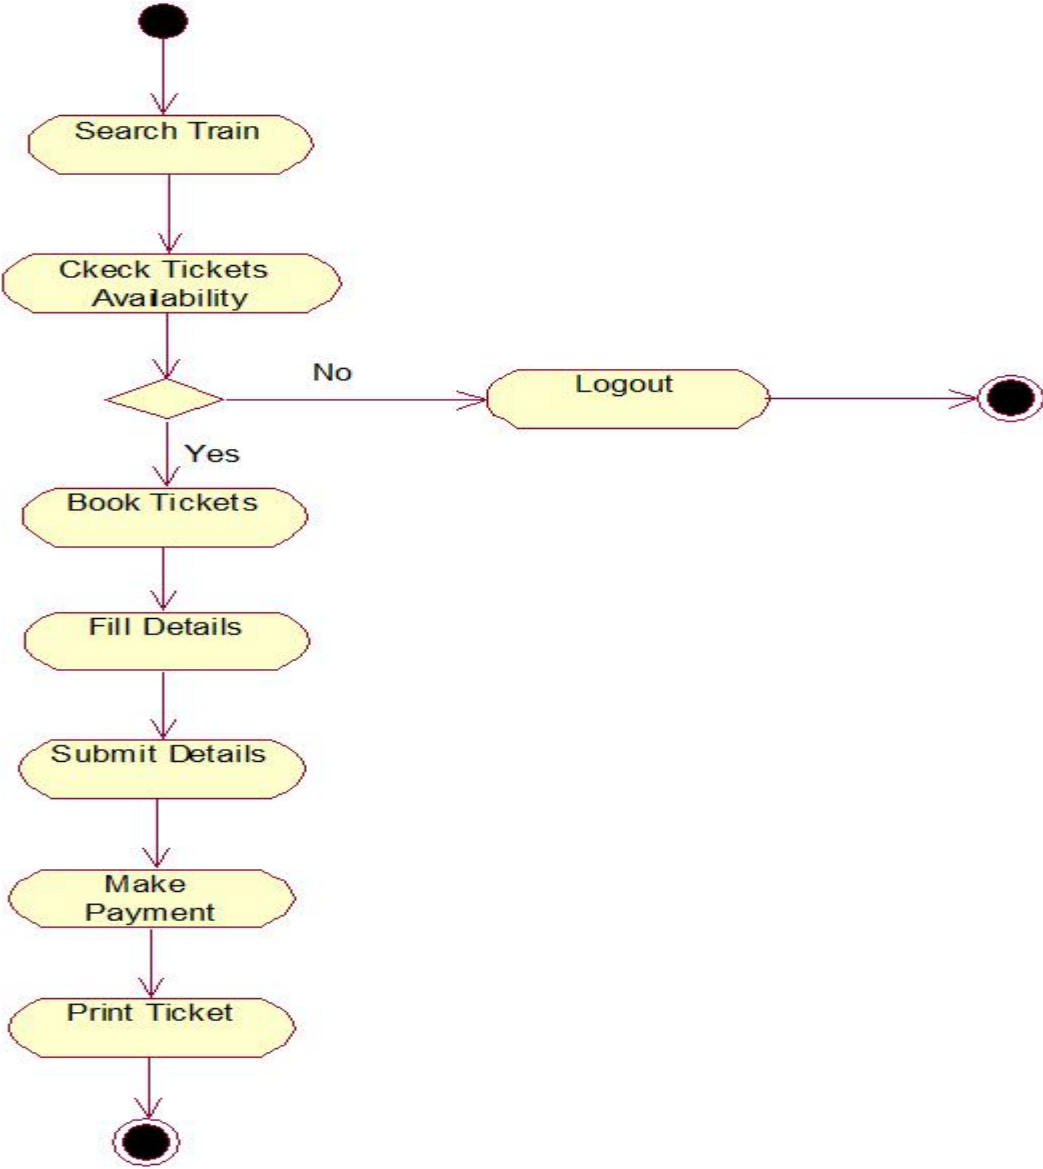 Search Train
Ckeck Tickets
Availability
No
Logout
Yes
Book Tickets
Fill Details
Submit Details
Make
Payment
Print Ticket